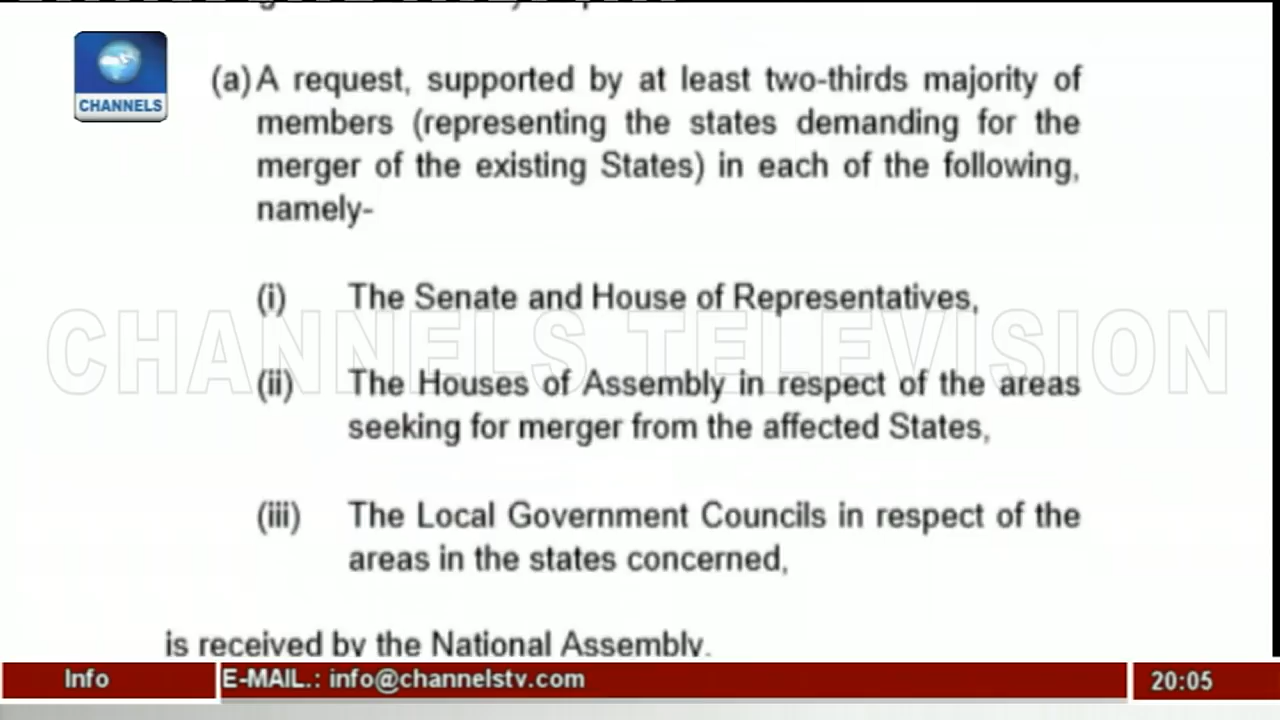 CHANNELS
(a) A request, supported by at least two-thirds majority of
members (representing the states demanding for the
merger of the existing States) in each of the following,
namely-
(i) The Senate and House of Representatives,
CHANNELS TELEVISION
(ii) The Houses of Assembly in respect of the areas
seeking for merger from the affected States,
(iii) The Local Government Councils in respect of the
areas in the states concerned,
is received by the National Assembly.
Info E-MAIL.: info@channelstv.com 20:05